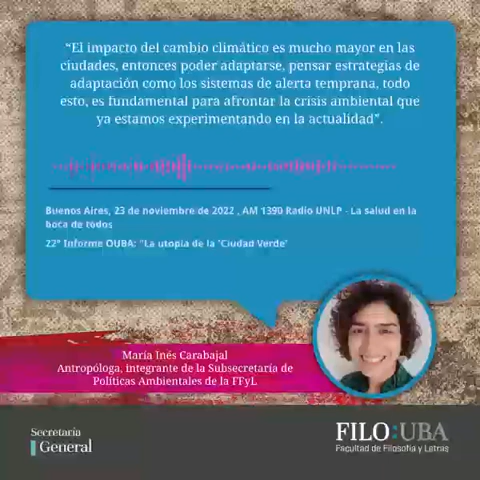 “El impacto del cambio climático es mucho mayor en las
ciudades, entonces poder adaptarse, pensar estrategias de
adaptación como los sistemas de alerta temprana, todo
esto, es fundamental para afrontar la crisis ambiental que
ya estamos experimentando en la actualidad”.
Buenos Aires, 23 de noviembre de 2022 , AM 1390 Radio UNLP - La salud en la
boca de todos
22° Informe OUBA: "La utopía de la 'Ciudad Verde'
María Inés Carabajal
Antropóloga, integrante de la Subsecretaría de
Políticas Ambientales de la FFyL
Secretaría
General
FILO:UBA
Facultad de Filosofía y Letras